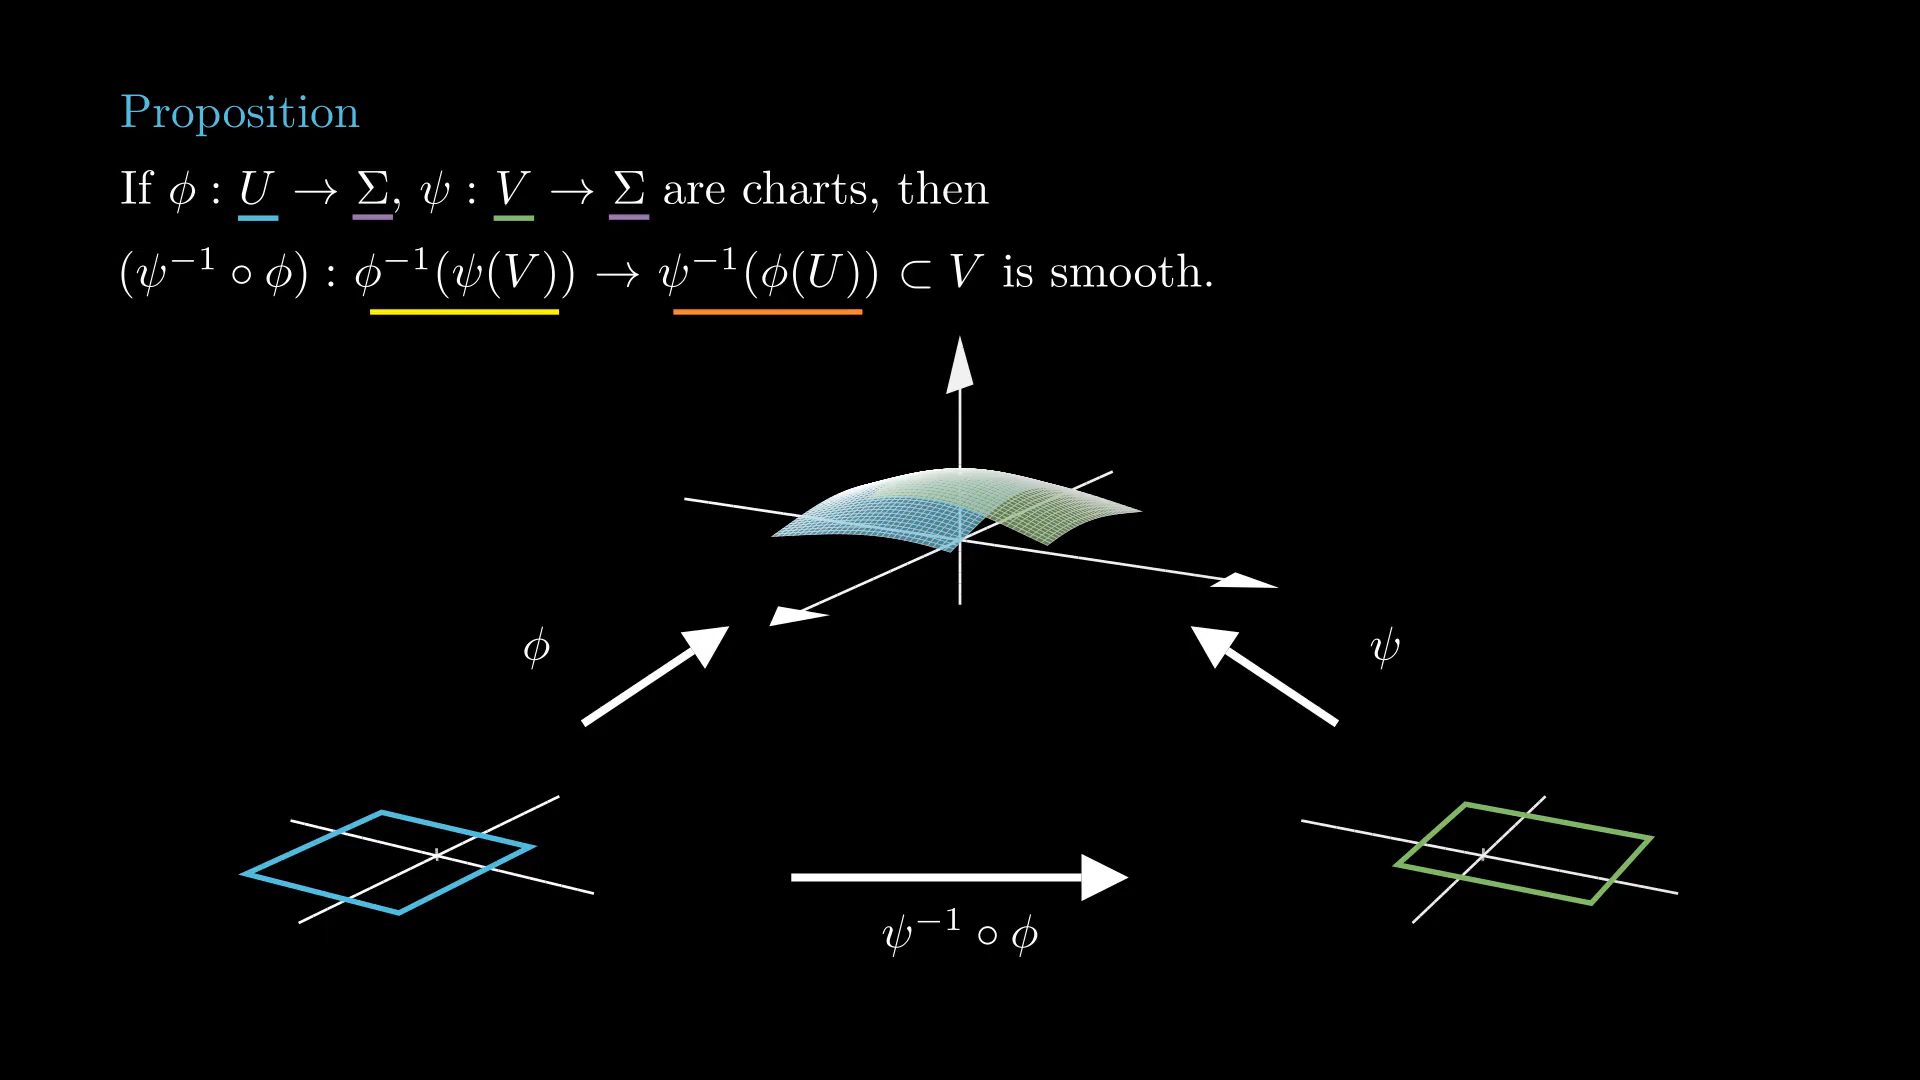 Proposition
If ϕ : U → Σ, ψ : V → Σ are charts, then
(ψ⁻¹ ∘ ϕ) : ϕ⁻¹(ψ(V)) → ψ⁻¹(ϕ(U)) ⊂ V is smooth.
ϕ
ψ
ψ⁻¹ ∘ ϕ